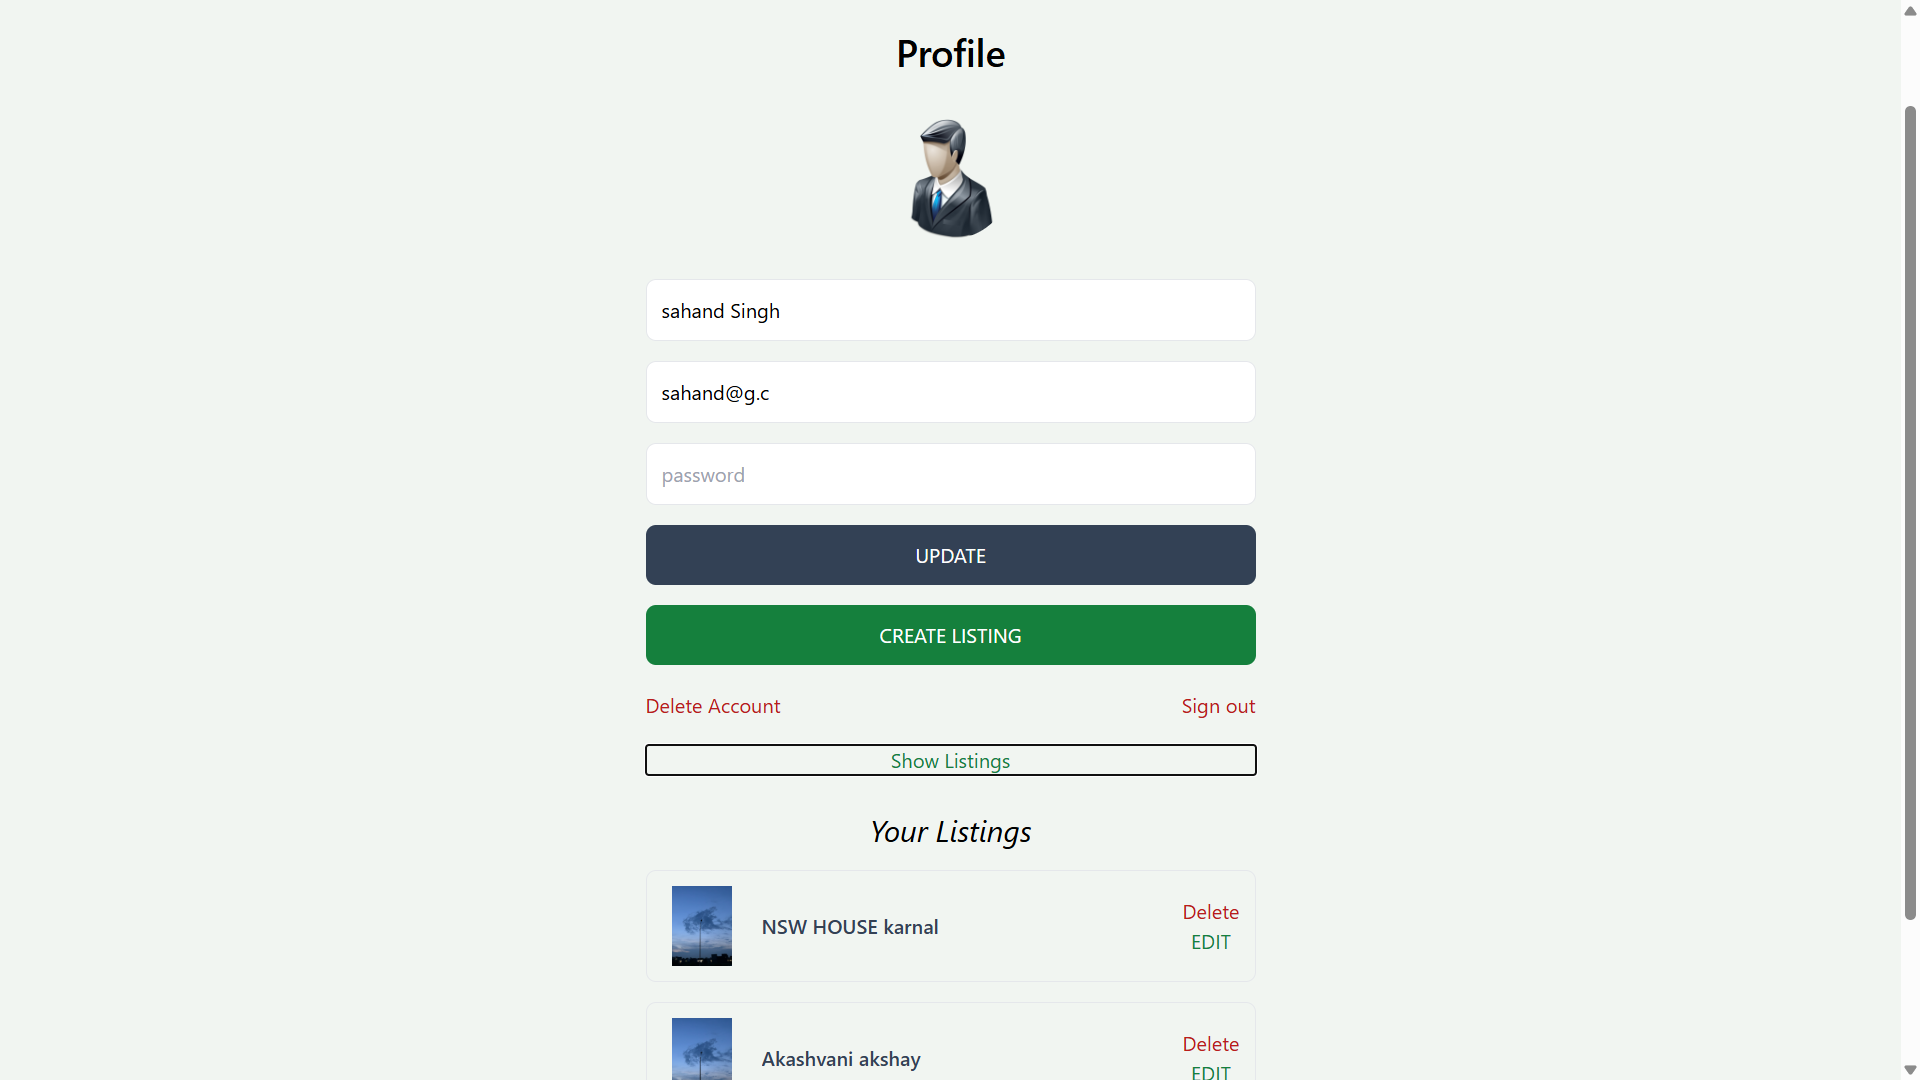 Profile
sahand Singh
sahand@g.c
password
UPDATE
CREATE LISTING
Delete Account
Sign out
Show Listings
Your Listings
NSW HOUSE karnal
Delete
EDIT
Akashvani akshay
Delete
EDIT